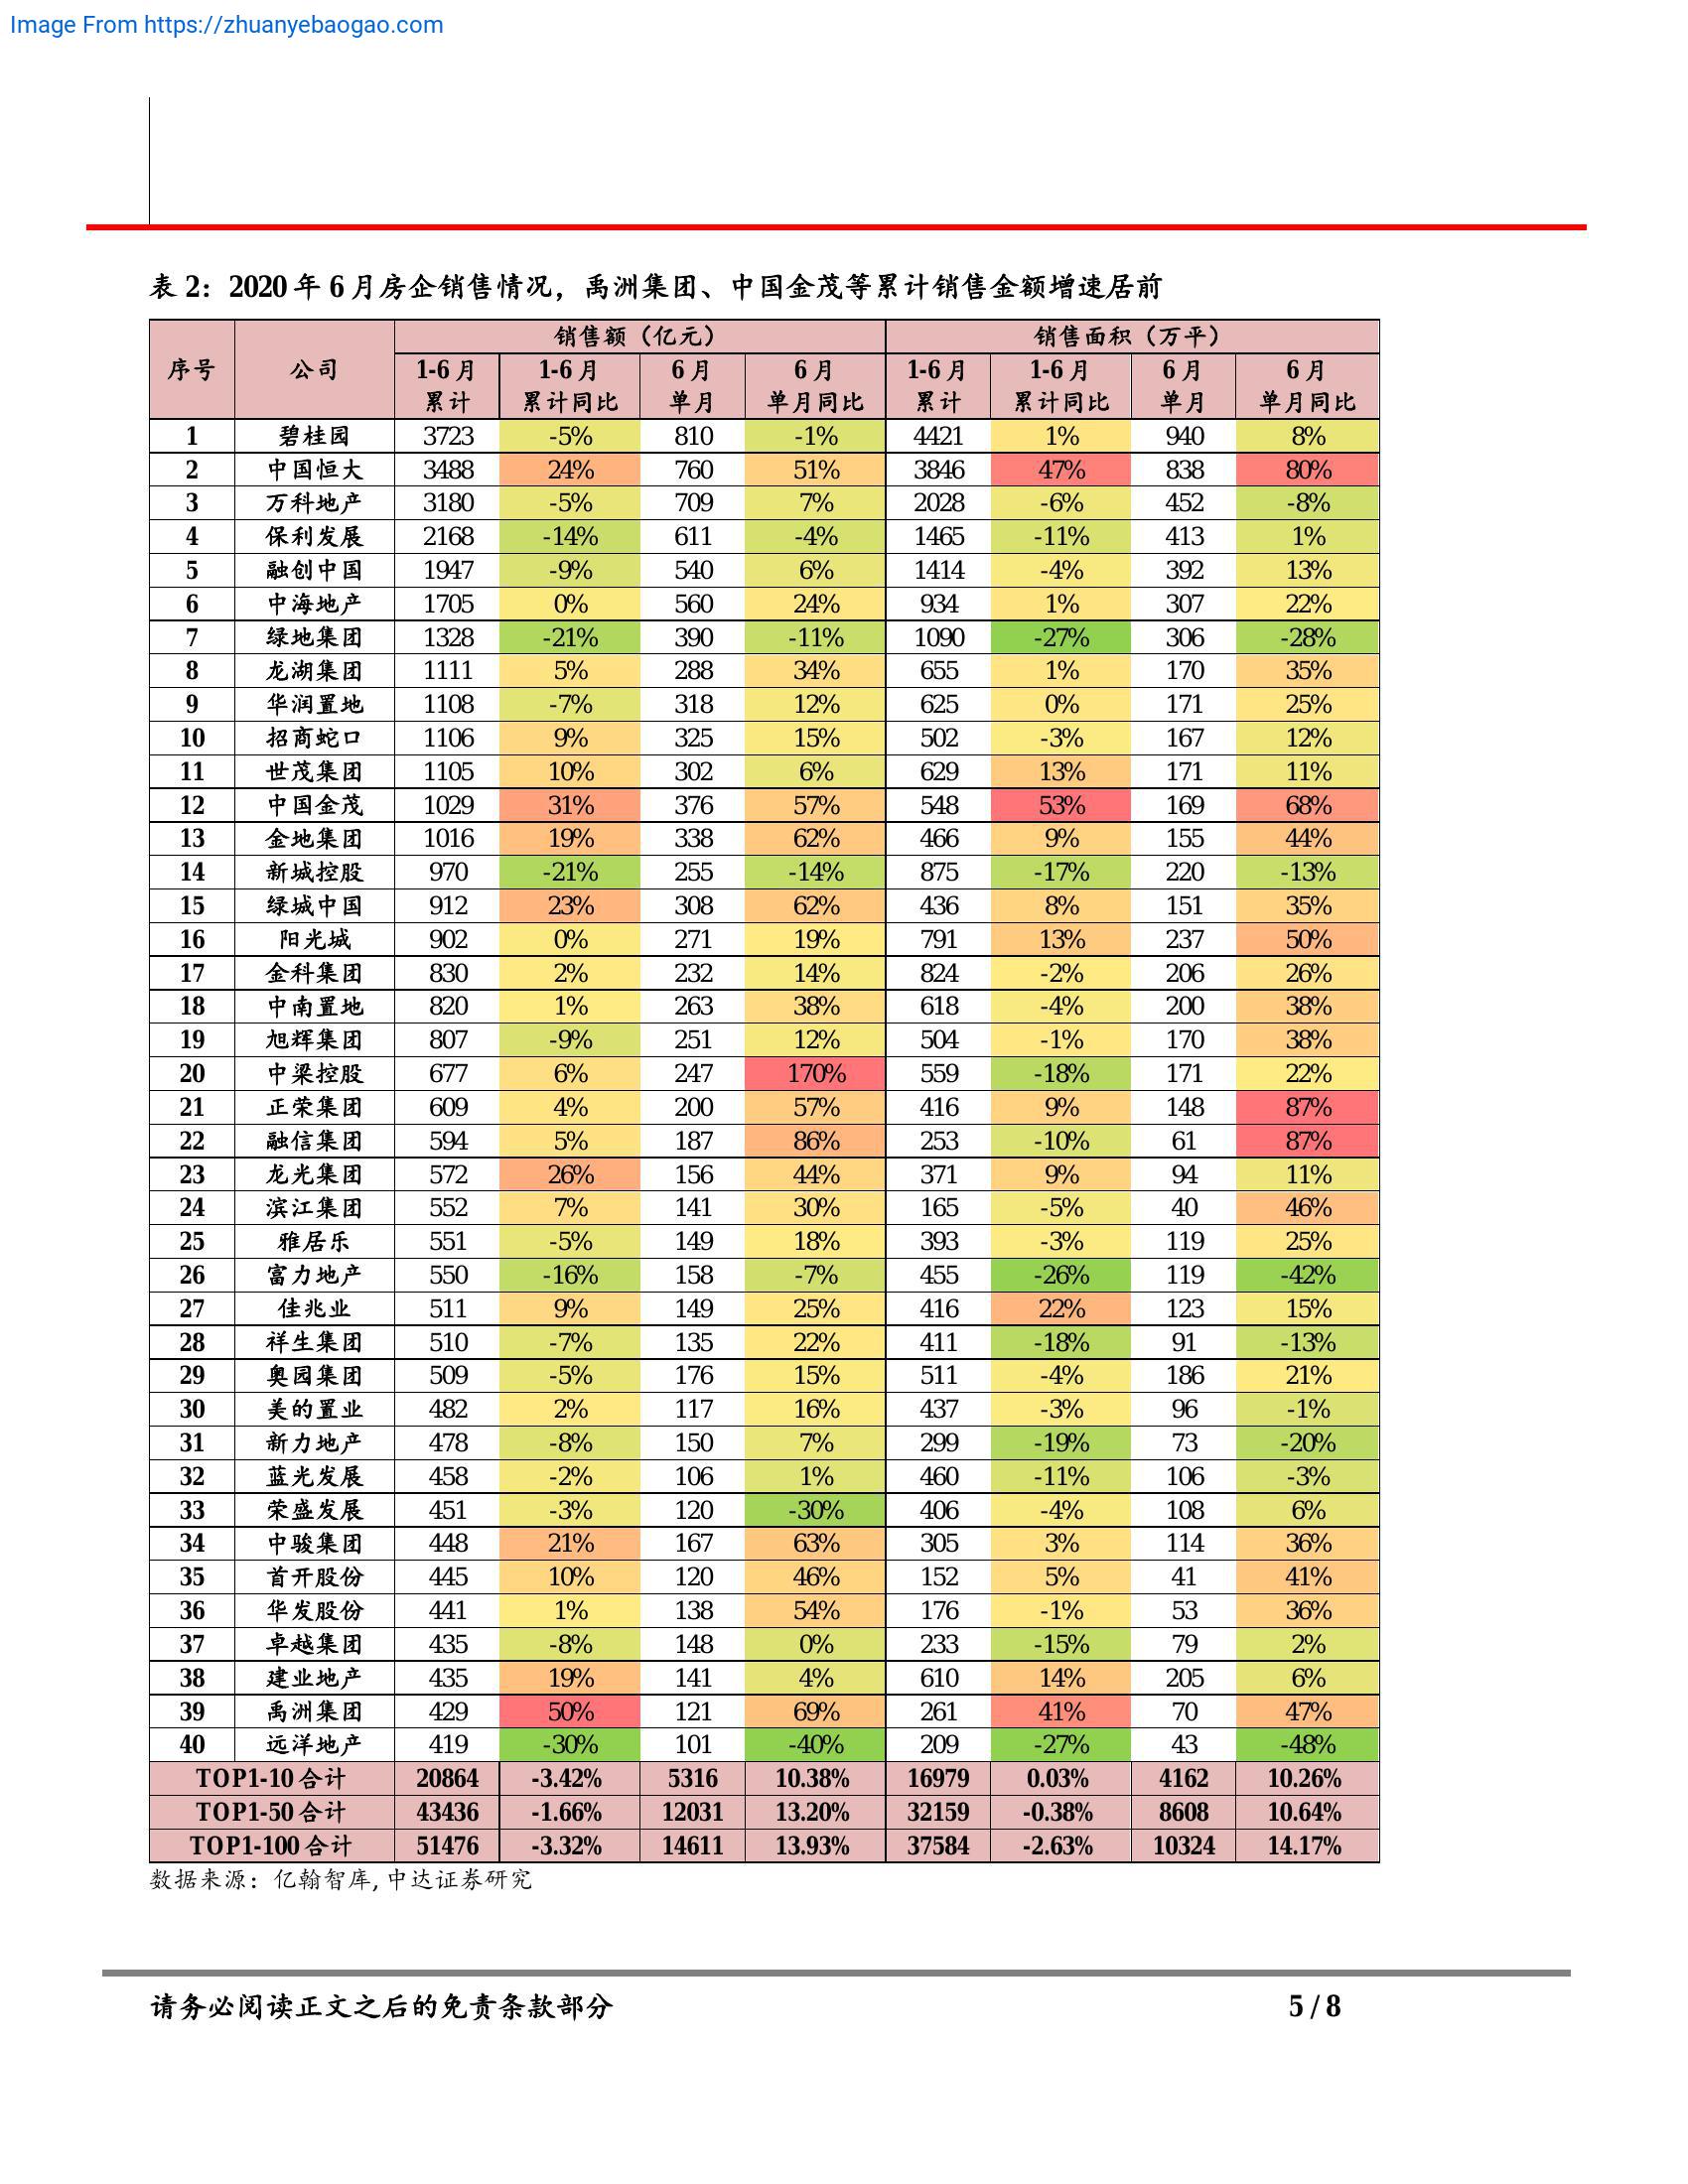 Image From https://zhuanyebaogao.com
表 2：2020 年 6 月房企销售情况，禹洲集团、中国金茂等累计销售金额增速居前
序号 公司 销售额（亿元） 销售面积（万平）
1-6 月 1-6 月 6 月 6 月 1-6 月 1-6 月 6 月 6 月
累计 累计同比 单月 单月同比 累计 累计同比 单月 单月同比
1 碧桂园 3723 -5% 810 -1% 4421 1% 940 8%
2 中国恒大 3488 24% 760 51% 3846 47% 838 80%
3 万科地产 3180 -5% 709 7% 2028 -6% 452 -8%
4 保利发展 2168 -14% 611 -4% 1465 -11% 413 1%
5 融创中国 1947 -9% 540 6% 1414 -4% 392 13%
6 中海地产 1705 0% 560 24% 934 1% 307 22%
7 绿地集团 1328 -21% 390 -11% 1090 -27% 306 -28%
8 龙湖集团 1111 5% 288 34% 655 1% 170 35%
9 华润置地 1108 -7% 318 12% 625 0% 171 25%
10 招商蛇口 1106 9% 325 15% 502 -3% 167 12%
11 世茂集团 1105 10% 302 6% 629 13% 171 11%
12 中国金茂 1029 31% 376 57% 548 53% 169 68%
13 金地集团 1016 19% 338 62% 466 9% 155 44%
14 新城控股 970 -21% 255 -14% 875 -17% 220 -13%
15 绿城中国 912 23% 308 62% 436 8% 151 35%
16 阳光城 902 0% 271 19% 791 13% 237 50%
17 金科集团 830 2% 232 14% 824 -2% 206 26%
18 中南置地 820 1% 263 38% 618 -4% 200 38%
19 旭辉集团 807 -9% 251 12% 504 -1% 170 38%
20 中梁控股 677 6% 247 170% 559 -18% 171 22%
21 正荣集团 609 4% 200 57% 416 9% 148 87%
22 融信集团 594 5% 187 86% 253 -10% 61 87%
23 龙光集团 572 26% 156 44% 371 9% 94 11%
24 滨江集团 552 7% 141 30% 165 -5% 40 46%
25 雅居乐 551 -5% 149 18% 393 -3% 119 25%
26 富力地产 550 -16% 158 -7% 455 -26% 119 -42%
27 佳兆业 511 9% 149 25% 416 22% 123 15%
28 祥生集团 510 -7% 135 22% 411 -18% 91 -13%
29 奥园集团 509 -5% 176 15% 511 -4% 186 21%
30 美的置业 482 2% 117 16% 437 -3% 96 -1%
31 新力地产 478 -8% 150 7% 299 -19% 73 -20%
32 蓝光发展 458 -2% 106 1% 460 -11% 106 -3%
33 荣盛发展 451 -3% 120 -30% 406 -4% 108 6%
34 中骏集团 448 21% 167 63% 305 3% 114 36%
35 首开股份 445 10% 120 46% 152 5% 41 41%
36 华发股份 441 1% 138 54% 176 -1% 53 36%
37 卓越集团 435 -8% 148 0% 233 -15% 79 2%
38 建业地产 435 19% 141 4% 610 14% 205 6%
39 禹洲集团 429 50% 121 69% 261 41% 70 47%
40 远洋地产 419 -30% 101 -40% 209 -27% 43 -48%
TOP1-10 合计 20864 -3.42% 5316 10.38% 16979 0.03% 4162 10.26%
TOP1-50 合计 43436 -1.66% 12031 13.20% 32159 -0.38% 8608 10.64%
TOP1-100 合计 51476 -3.32% 14611 13.93% 37584 -2.63% 10324 14.17%
数据来源：亿翰智库, 中达证券研究
请务必阅读正文之后的免责条款部分 5 / 8